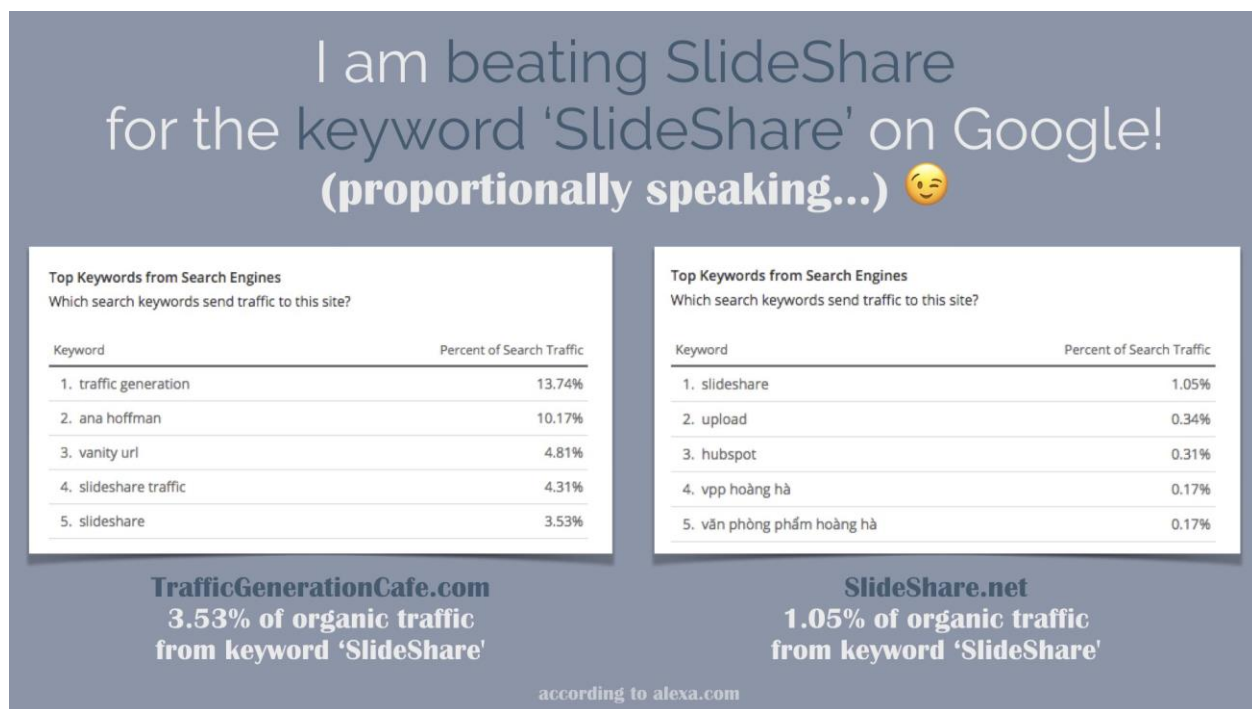 I am beating SlideShare
for the keyword ‘SlideShare’ on Google!
(proportionally speaking...) 😉
Top Keywords from Search Engines
Which search keywords send traffic to this site?
Keyword Percent of Search Traffic
1. traffic generation 13.74%
2. ana hoffman 10.17%
3. vanity url 4.81%
4. slideshare traffic 4.31%
5. slideshare 3.53%
TrafficGenerationCafe.com
3.53% of organic traffic
from keyword ‘SlideShare'
Top Keywords from Search Engines
Which search keywords send traffic to this site?
Keyword Percent of Search Traffic
1. slideshare 1.05%
2. upload 0.34%
3. hubspot 0.31%
4. vpp hoàng hà 0.17%
5. văn phòng phẩm hoàng hà 0.17%
SlideShare.net
1.05% of organic traffic
from keyword ‘SlideShare'
according to alexa.com